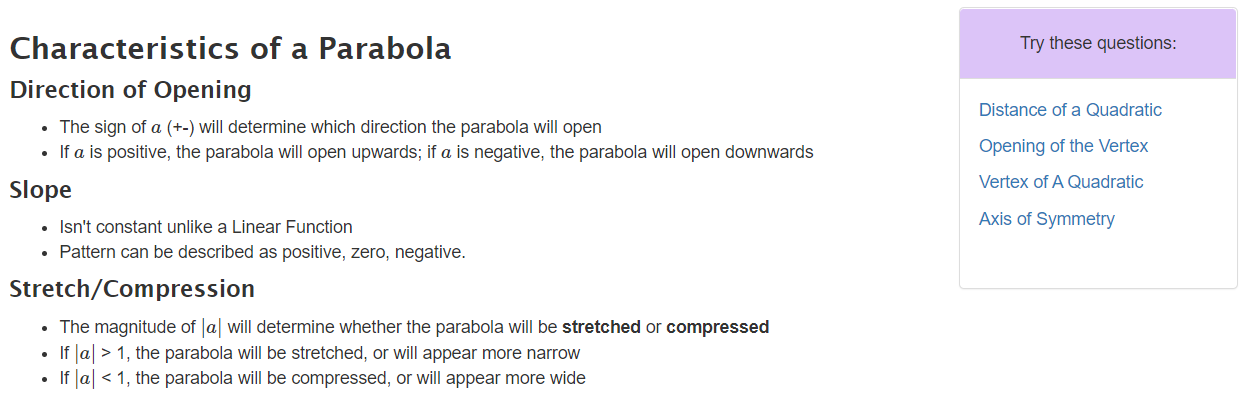 Characteristics of a Parabola
Direction of Opening
• The sign of a (+-) will determine which direction the parabola will open
• If a is positive, the parabola will open upwards; if a is negative, the parabola will open downwards
Slope
• Isn't constant unlike a Linear Function
• Pattern can be described as positive, zero, negative.
Stretch/Compression
• The magnitude of |a| will determine whether the parabola will be stretched or compressed
• If |a| > 1, the parabola will be stretched, or will appear more narrow
• If |a| < 1, the parabola will be compressed, or will appear more wide
Try these questions:
Distance of a Quadratic
Opening of the Vertex
Vertex of A Quadratic
Axis of Symmetry